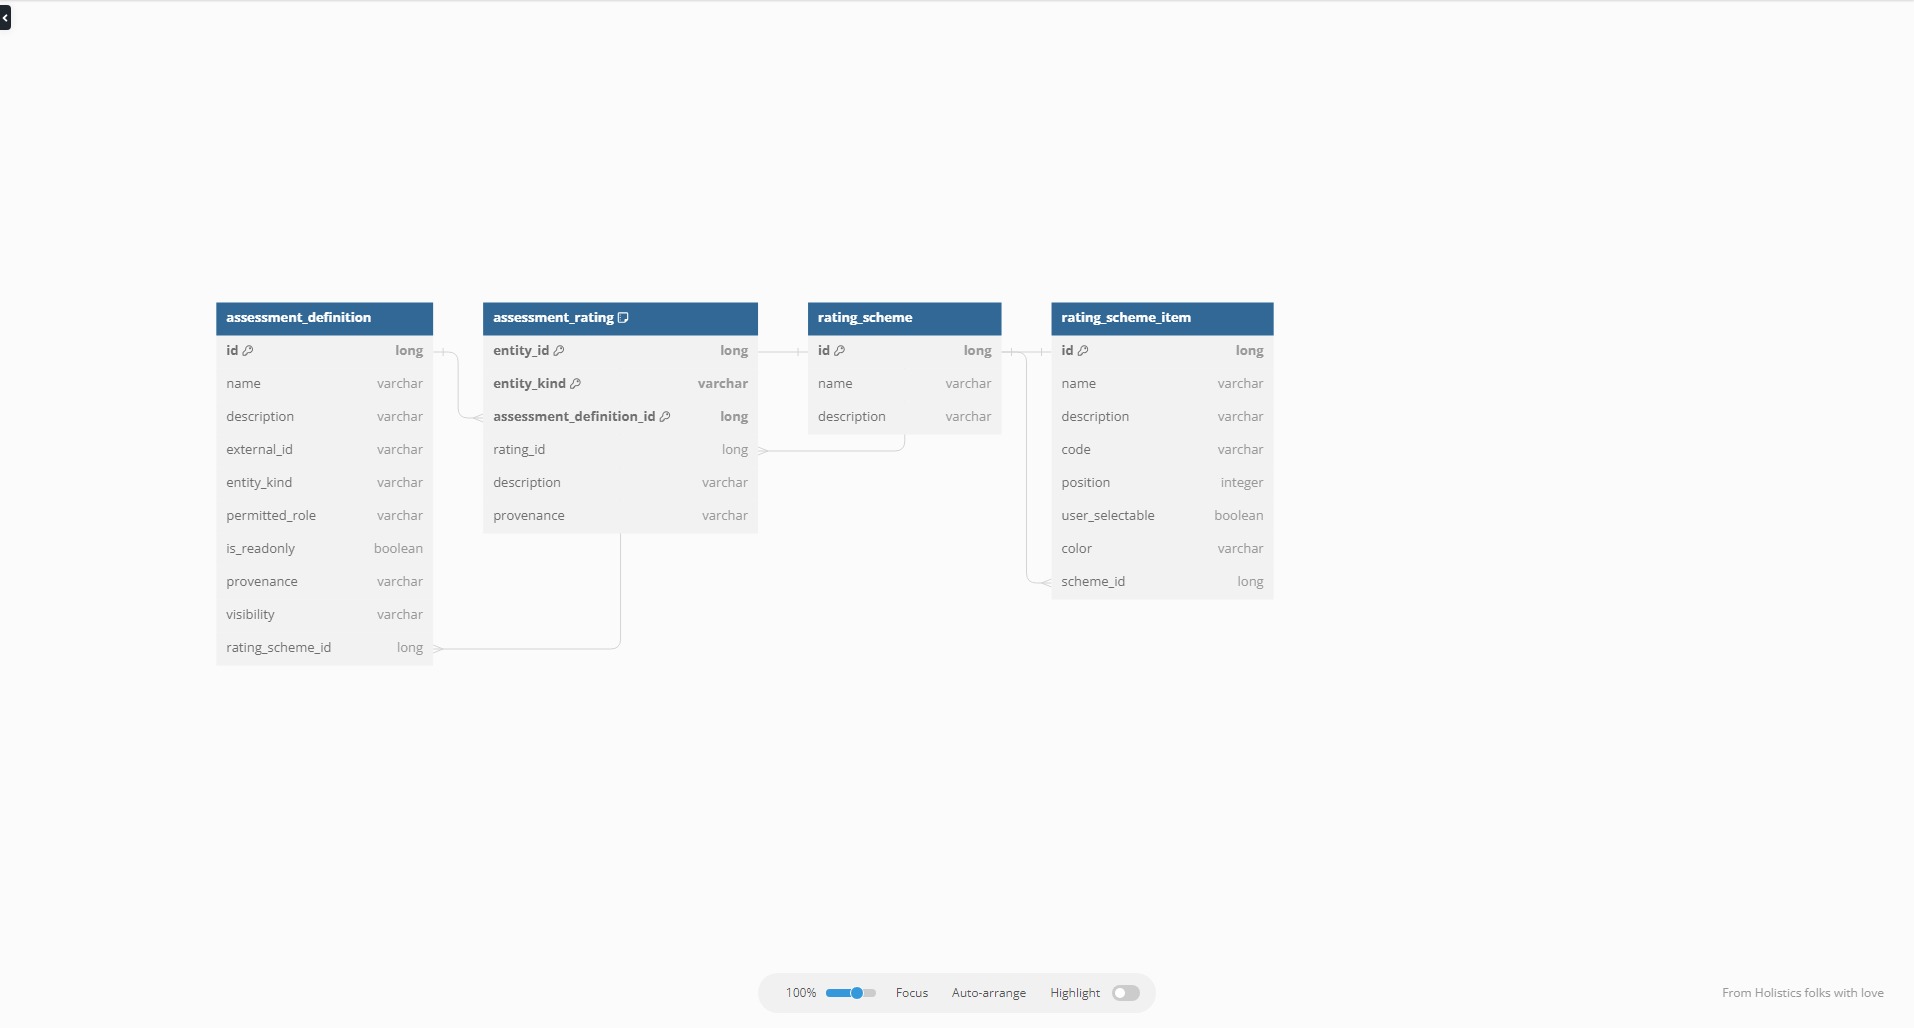 assessment_definition
id long
name varchar
description varchar
external_id varchar
entity_kind varchar
permitted_role varchar
is_readonly boolean
provenance varchar
visibility varchar
rating_scheme_id long
assessment_rating
entity_id long
entity_kind varchar
assessment_definition_id long
rating_id long
description varchar
provenance varchar
rating_scheme
id long
name varchar
description varchar
rating_scheme_item
id long
name varchar
description varchar
code varchar
position integer
user_selectable boolean
color varchar
scheme_id long
100% Focus Auto-arrange Highlight
From Holistics folks with love